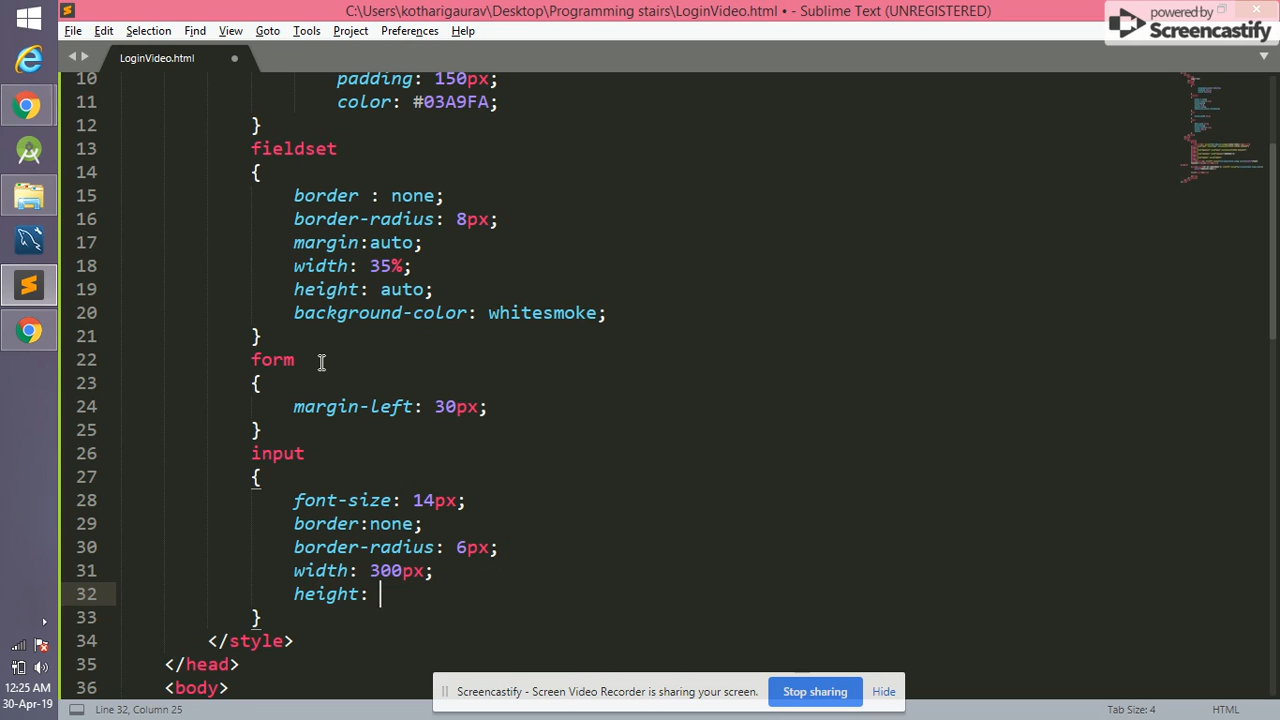 C:\Users\kotharigaurav\Desktop\Programming stairs\LoginVideo.html • - Sublime Text (UNREGISTERED)
powered by
Screencastify
File Edit Selection Find View Goto Tools Project Preferences Help
LoginVideo.html
10 padding: 150px;
11 color: #03A9FA;
12 }
13 fieldset
14 {
15 border : none;
16 border-radius: 8px;
17 margin:auto;
18 width: 35%;
19 height: auto;
20 background-color: whitesmoke;
21 }
22 form
23 {
24 margin-left: 30px;
25 }
26 input
27 {
28 font-size: 14px;
29 border:none;
30 border-radius: 6px;
31 width: 300px;
32 height:
33 }
34 </style>
35 </head>
36 <body>
Screencastify - Screen Video Recorder is sharing your screen. Stop sharing Hide
12:25 AM
30-Apr-19
Line 32, Column 25 Tab Size: 4 HTML